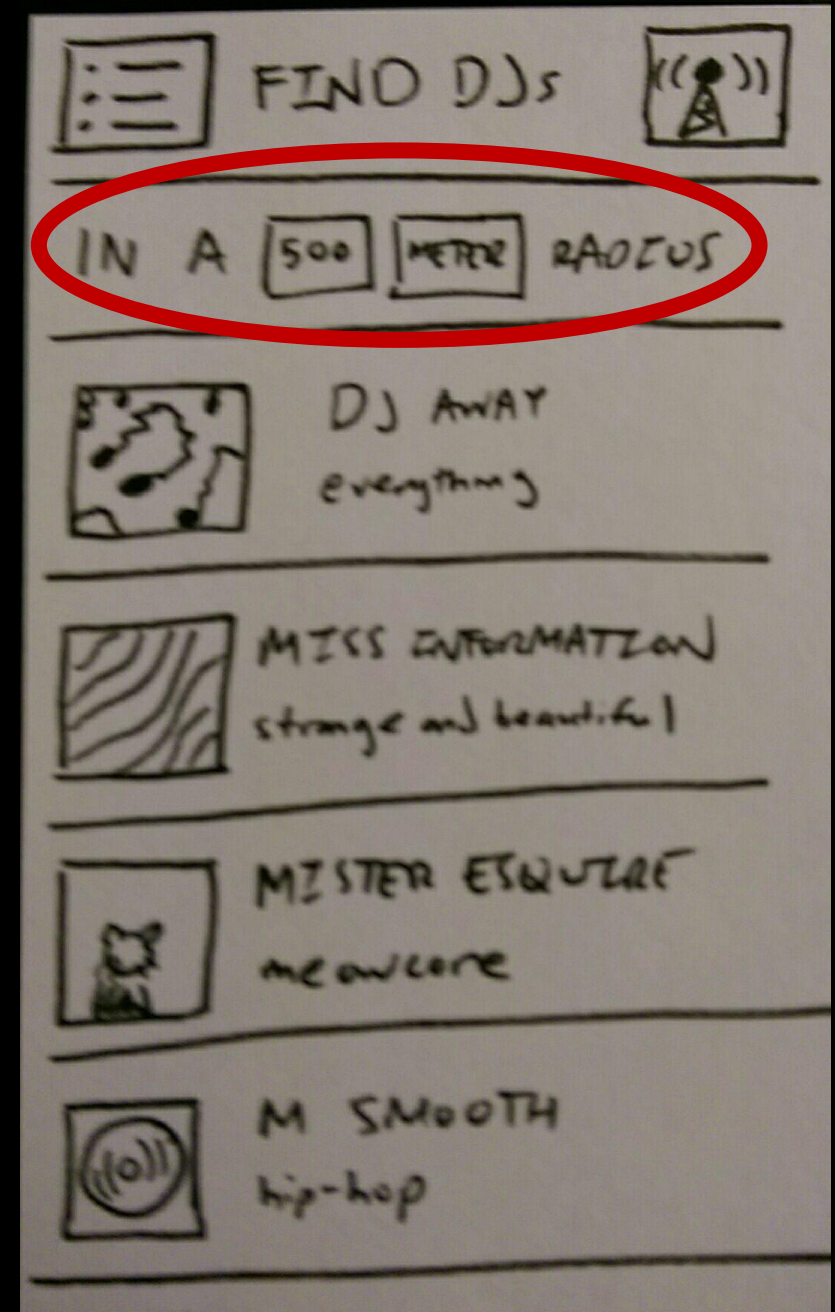 FIND DJs
IN A 500 METER RADIUS
DJ AWAY
everything
MISS INFORMATION
strange and beautiful
MISTER ESQUIRE
meowcore
M SMOOTH
hip-hop